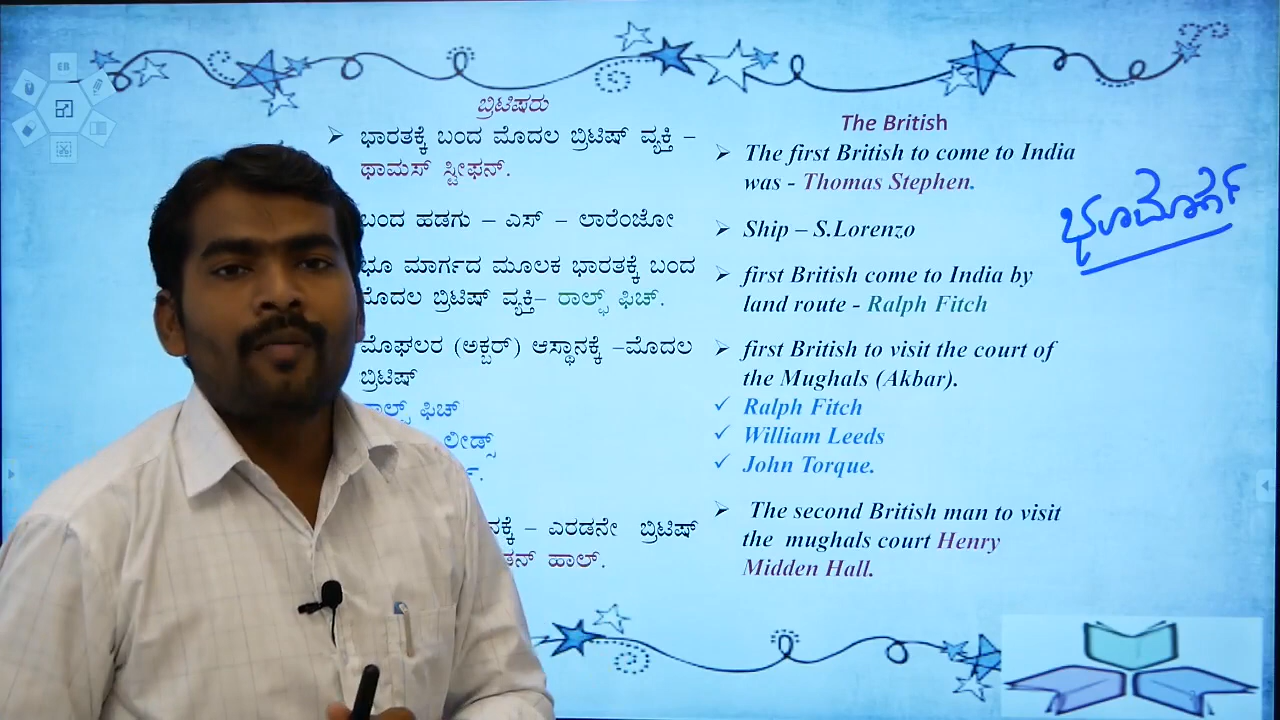 ಬ್ರಿಟಿಷರು
ಭಾರತಕ್ಕೆ ಬಂದ ಮೊದಲ ಬ್ರಿಟಿಷ್ ವ್ಯಕ್ತಿ –
ಥಾಮಸ್ ಸ್ಟೀಫನ್.
ಬಂದ ಹಡಗು – ಎಸ್ – ಲಾರೆಂಜೋ
ಭೂ ಮಾರ್ಗದ ಮೂಲಕ ಭಾರತಕ್ಕೆ ಬಂದ
ಮೊದಲ ಬ್ರಿಟಿಷ್ ವ್ಯಕ್ತಿ– ರಾಲ್ಫ್ ಫಿಚ್.
ಮೊಘಲರ (ಅಕ್ಬರ್) ಆಸ್ಥಾನಕ್ಕೆ –ಮೊದಲ
ಬ್ರಿಟಿಷ್
ರಾಲ್ಫ್ ಫಿಚ್
ಲೀಡ್ಸ್
– ಎರಡನೇ ಬ್ರಿಟಿಷ್
ಹಾಲ್.
The British
The first British to come to India
was - Thomas Stephen.
Ship – S.Lorenzo
first British come to India by
land route - Ralph Fitch
first British to visit the court of
the Mughals (Akbar).
Ralph Fitch
William Leeds
John Torque.
The second British man to visit
the mughals court Henry
Midden Hall.
ಭೂಮಾರ್ಗ
EB